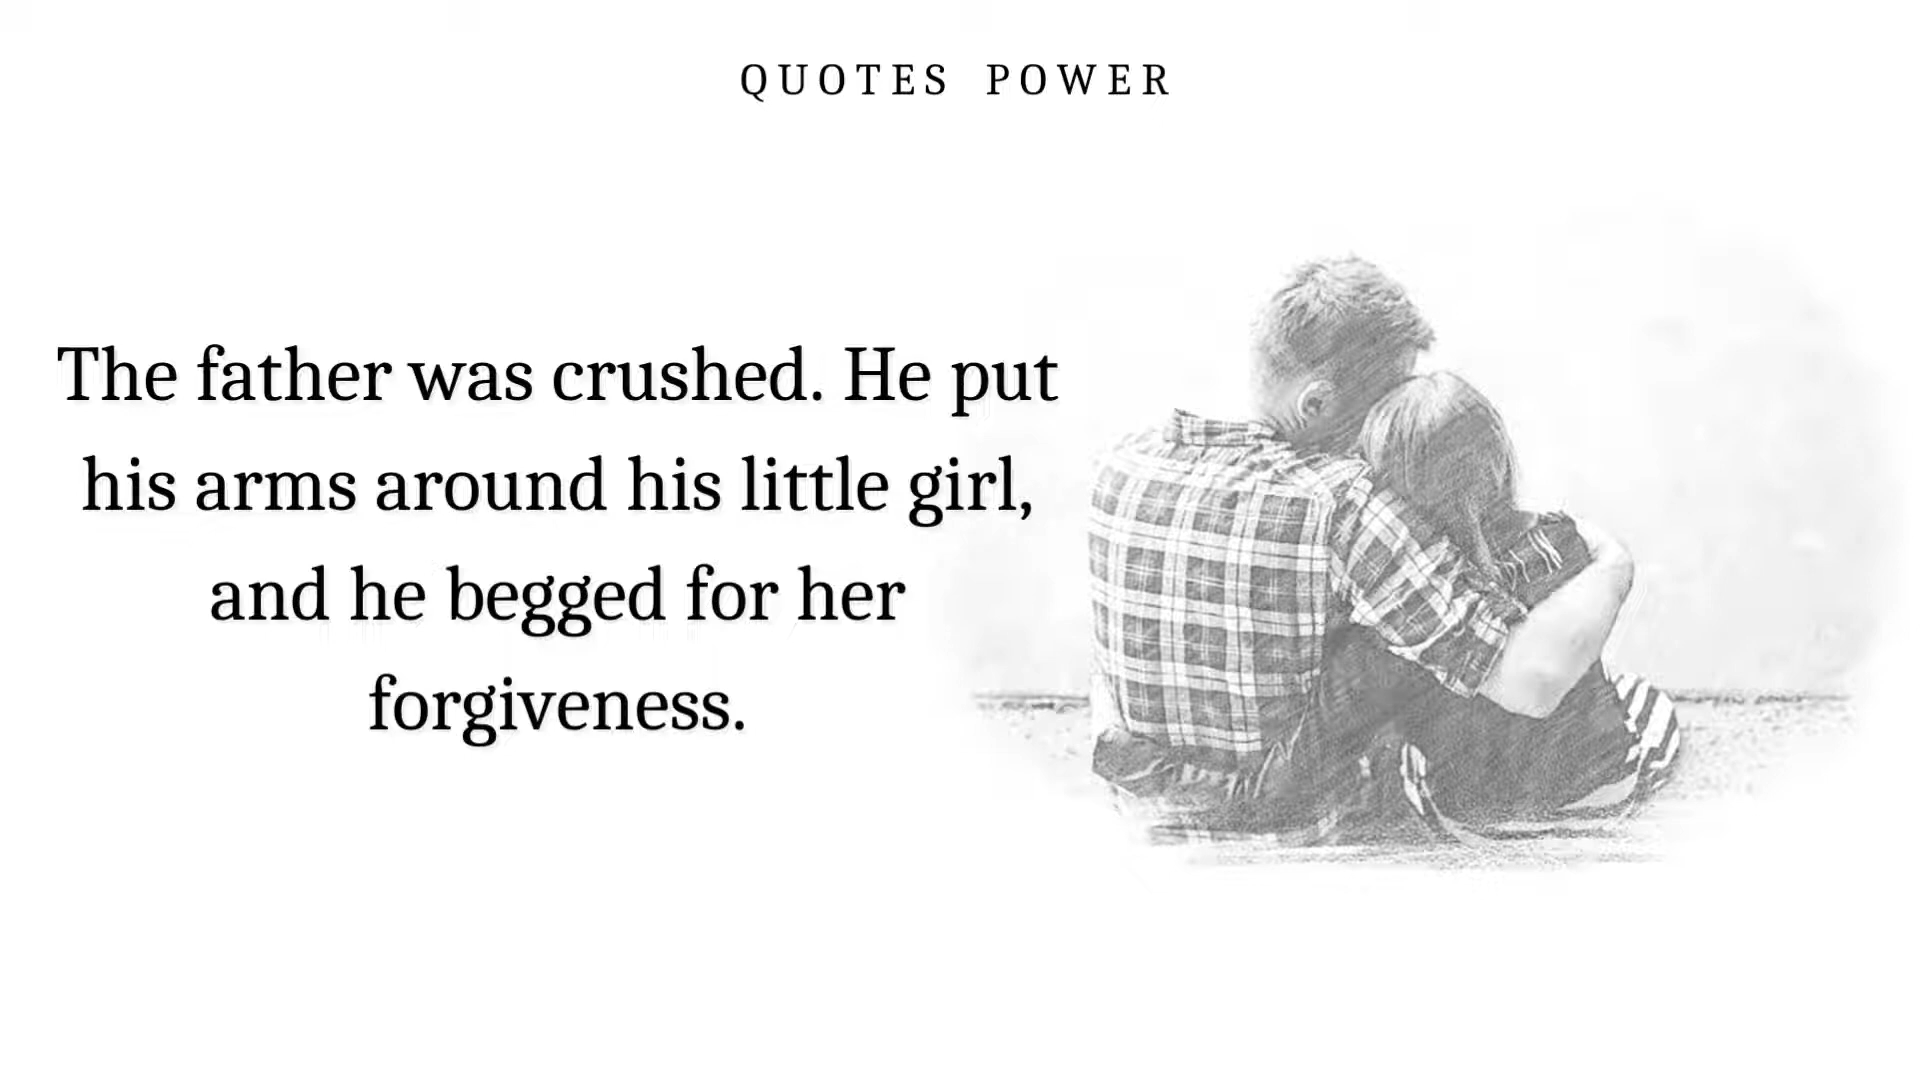 QUOTES POWER
The father was crushed. He put
his arms around his little girl,
and he begged for her
forgiveness.